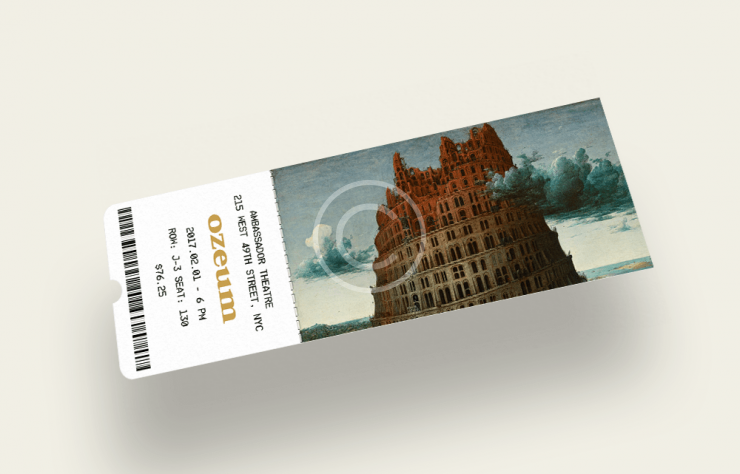 AMBASSADOR THEATRE
215 WEST 49TH STREET, NYC
ozeum
2017.02.01 - 6 PM
ROW: J-3 SEAT: 130
$76.25